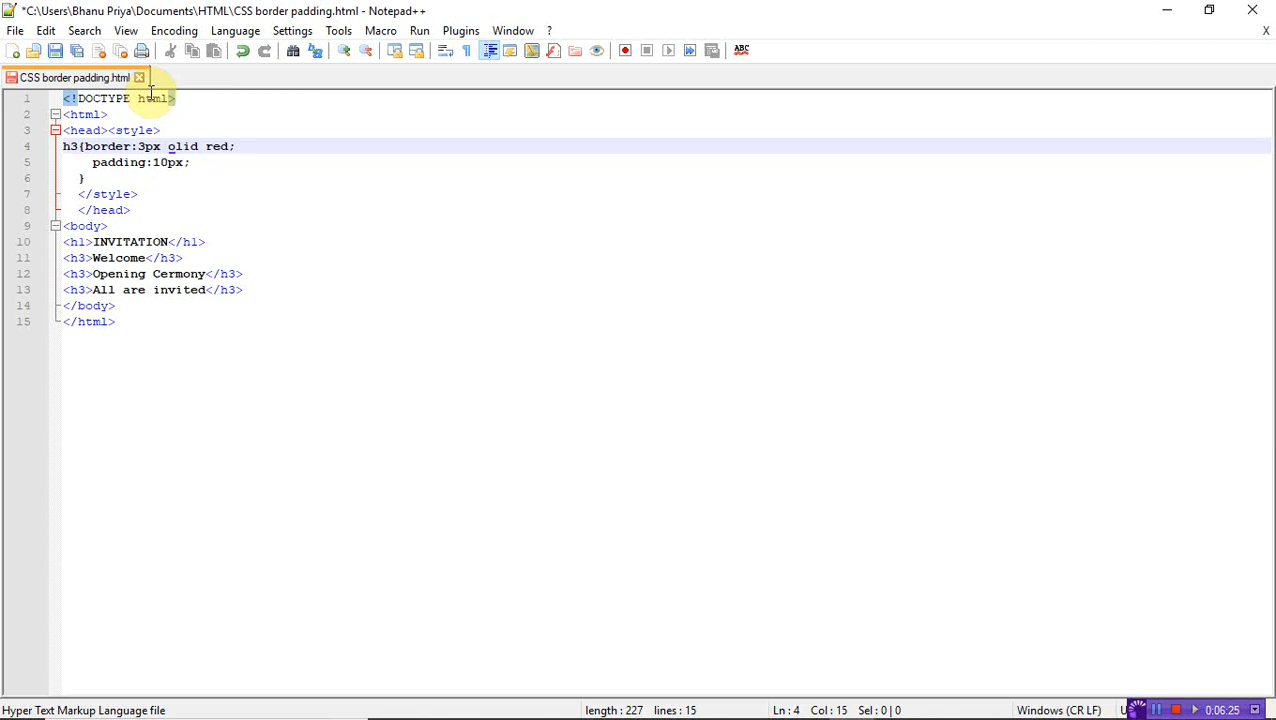 *C:\Users\Bhanu Priya\Documents\HTML\CSS border padding.html - Notepad++
File Edit Search View Encoding Language Settings Tools Macro Run Plugins Window ? X
ABC
CSS border padding.html
1 <!DOCTYPE html>
2 <html>
3 <head><style>
4 h3{border:3px olid red;
5 padding:10px;
6 }
7 </style>
8 </head>
9 <body>
10 <h1>INVITATION</h1>
11 <h3>Welcome</h3>
12 <h3>Opening Cermony</h3>
13 <h3>All are invited</h3>
14 </body>
15 </html>
Hyper Text Markup Language file length : 227 lines : 15 Ln : 4 Col : 15 Sel : 0 | 0 Windows (CR LF) 0:06:25